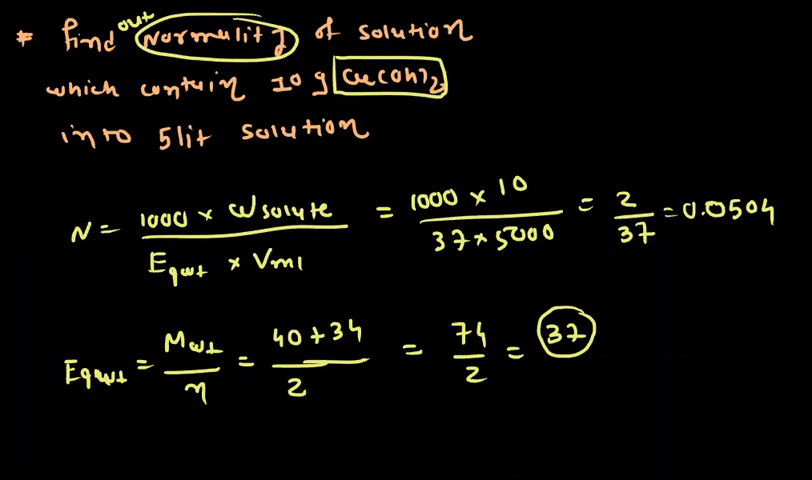 * Find out Normality of solution
which contain 10 g Ca(OH)2
into 5lit solution
N = 1000 × W solute / Eqwt × Vml = 1000 × 10 / 37 × 5000 = 2 / 37 = 0.0504
Eqwt = Mwt / n = 40 + 34 / 2 = 74 / 2 = 37